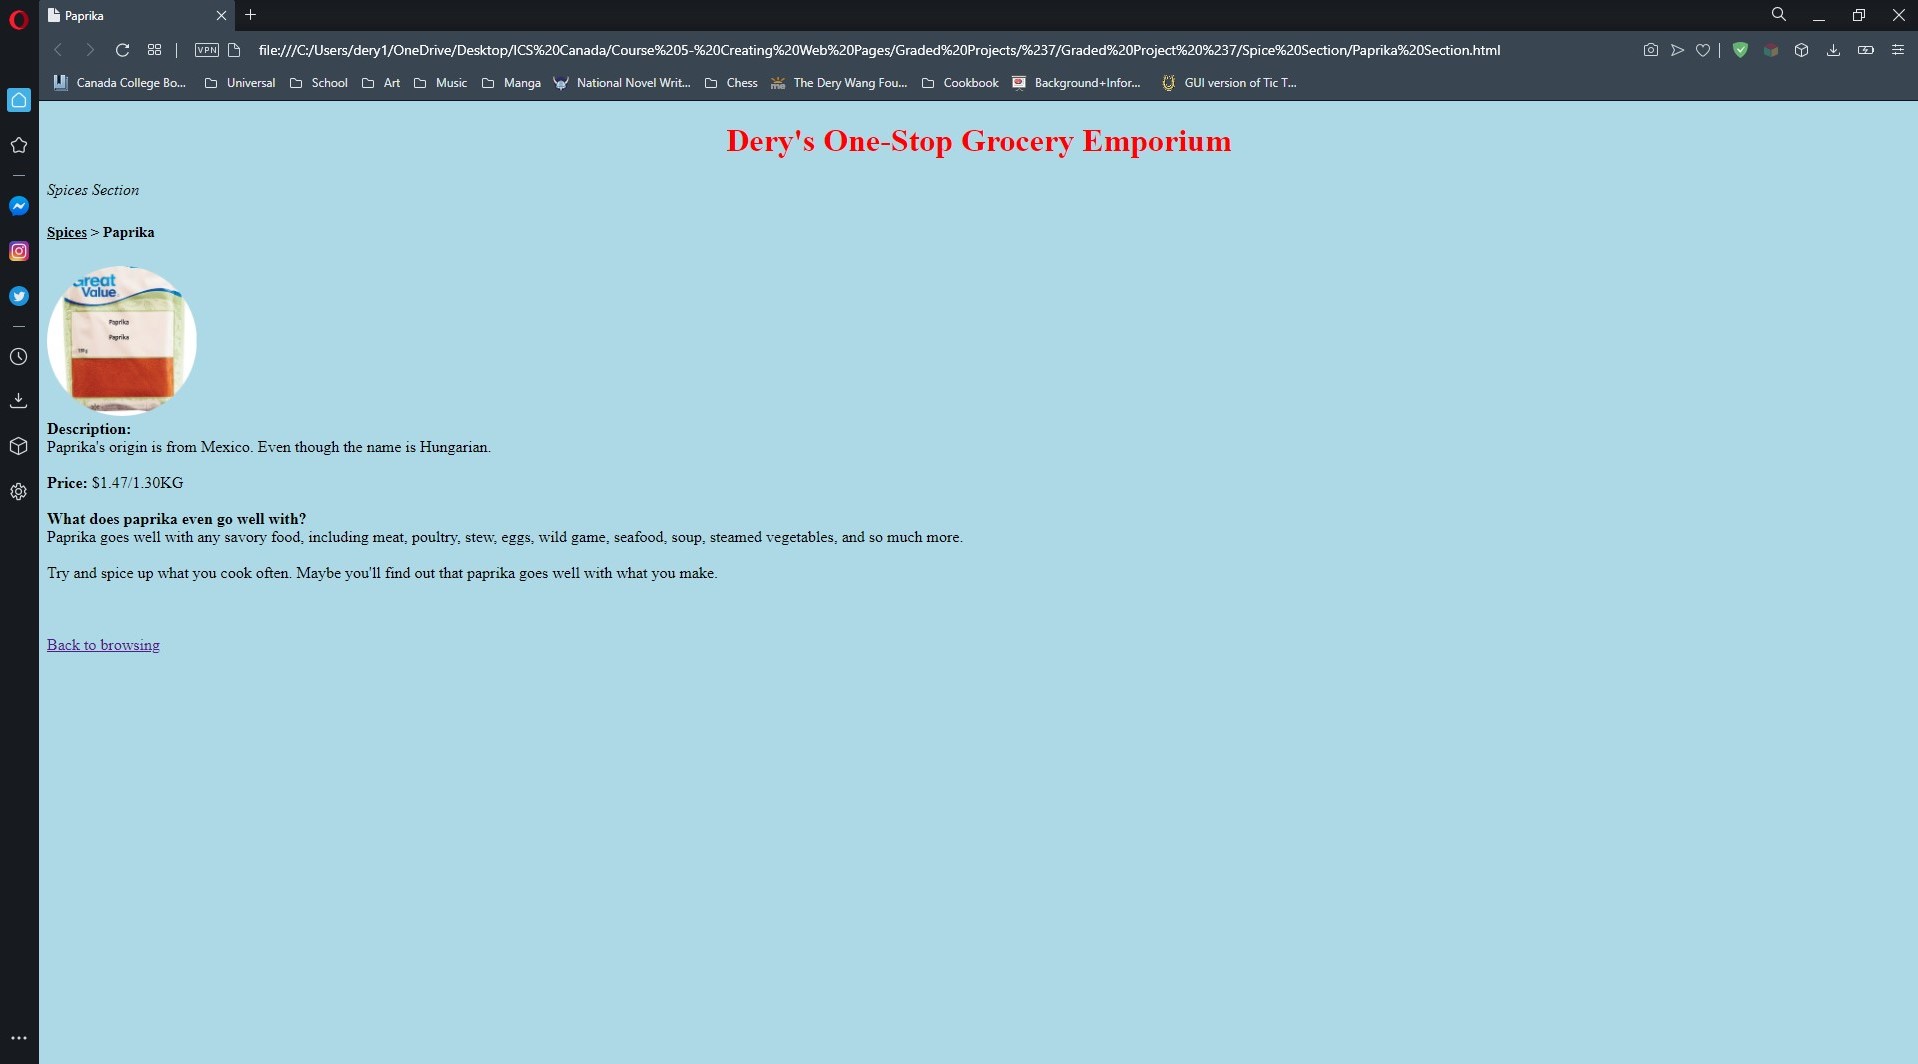 Paprika
VPN
file:///C:/Users/dery1/OneDrive/Desktop/ICS%20Canada/Course%205-%20Creating%20Web%20Pages/Graded%20Projects/%237/Graded%20Project%20%237/Spice%20Section/Paprika%20Section.html
Canada College Bo... Universal School Art Music Manga National Novel Writ... Chess The Dery Wang Fou... Cookbook Background+Infor... GUI version of Tic T...
Dery's One-Stop Grocery Emporium
Spices Section
Spices > Paprika
Great
Value
Paprika
Paprika
Description:
Paprika's origin is from Mexico. Even though the name is Hungarian.
Price: $1.47/1.30KG
What does paprika even go well with?
Paprika goes well with any savory food, including meat, poultry, stew, eggs, wild game, seafood, soup, steamed vegetables, and so much more.
Try and spice up what you cook often. Maybe you'll find out that paprika goes well with what you make.
Back to browsing